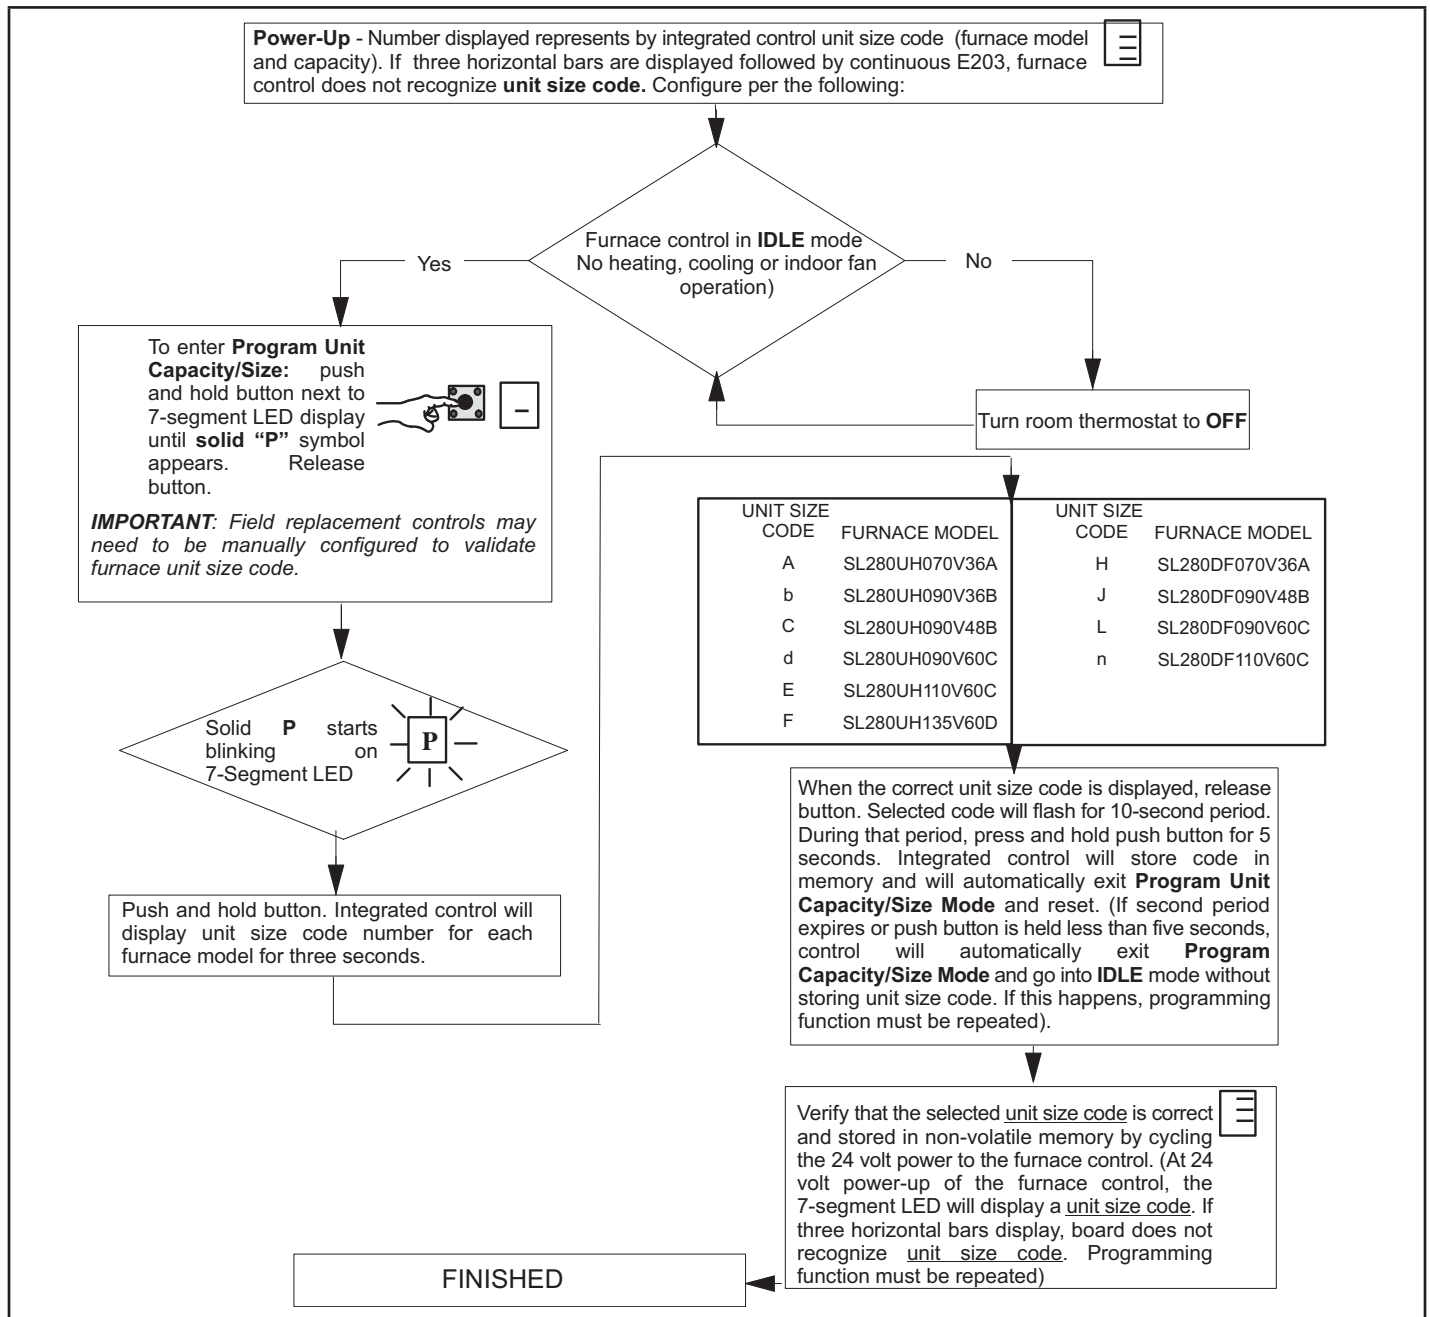 Power-Up - Number displayed represents by integrated control unit size code (furnace model
and capacity). If three horizontal bars are displayed followed by continuous E203, furnace
control does not recognize unit size code. Configure per the following:
Furnace control in IDLE mode
No heating, cooling or indoor fan
operation)
Yes
No
To enter Program Unit
Capacity/Size: push
and hold button next to
7-segment LED display
until solid “P” symbol
appears. Release
button.
IMPORTANT: Field replacement controls may
need to be manually configured to validate
furnace unit size code.
Turn room thermostat to OFF
Solid P starts
blinking on
7-Segment LED
P
Push and hold button. Integrated control will
display unit size code number for each
furnace model for three seconds.
UNIT SIZE
CODE FURNACE MODEL
A SL280UH070V36A
b SL280UH090V36B
C SL280UH090V48B
d SL280UH090V60C
E SL280UH110V60C
F SL280UH135V60D
UNIT SIZE
CODE FURNACE MODEL
H SL280DF070V36A
J SL280DF090V48B
L SL280DF090V60C
n SL280DF110V60C
When the correct unit size code is displayed, release
button. Selected code will flash for 10-second period.
During that period, press and hold push button for 5
seconds. Integrated control will store code in
memory and will automatically exit Program Unit
Capacity/Size Mode and reset. (If second period
expires or push button is held less than five seconds,
control will automatically exit Program
Capacity/Size Mode and go into IDLE mode without
storing unit size code. If this happens, programming
function must be repeated).
Verify that the selected unit size code is correct
and stored in non-volatile memory by cycling
the 24 volt power to the furnace control. (At 24
volt power-up of the furnace control, the
7-segment LED will display a unit size code. If
three horizontal bars display, board does not
recognize unit size code. Programming
function must be repeated)
FINISHED